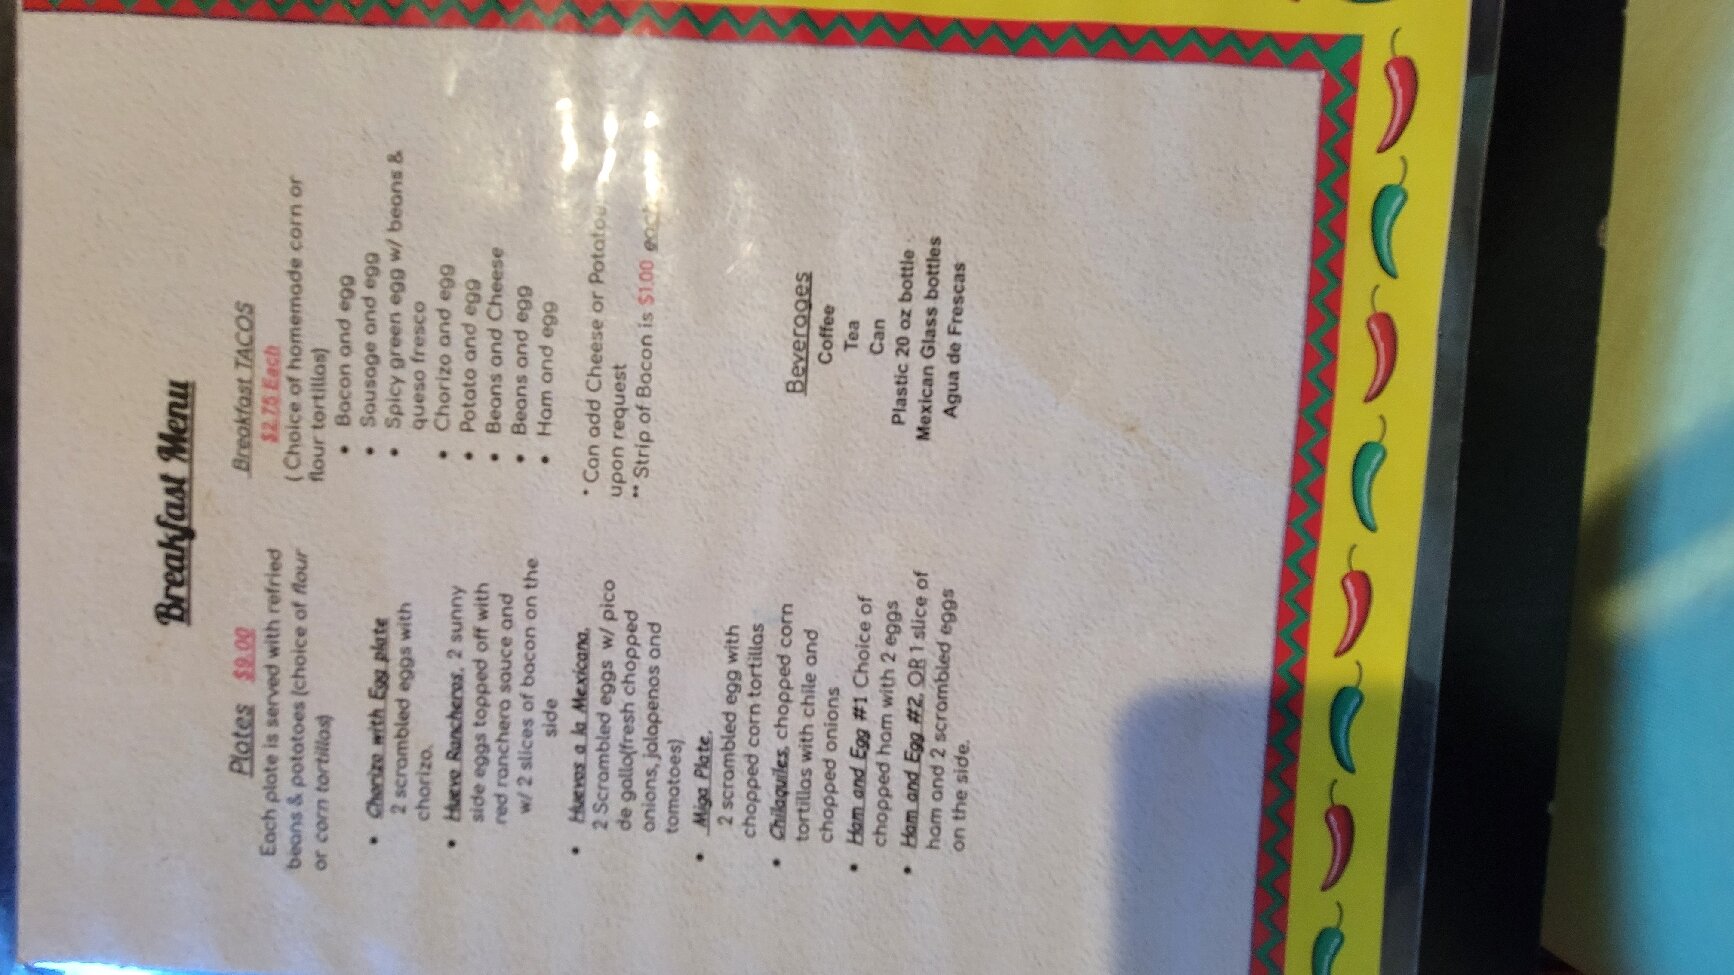 Breakfast Menu
Plates $9.00
Each plate is served with refried
beans & potatoes (choice of flour
or corn tortillas)
• Chorizo with Egg plate
2 scrambled eggs with
chorizo.
• Huevo Rancheros, 2 sunny
side eggs topped off with
red ranchero sauce and
w/ 2 slices of bacon on the
side
• Huevos a la Mexicana,
2 Scrambled eggs w/ pico
de gallo(fresh chopped
onions, jalapenos and
tomatoes)
• Miga Plate,
2 scrambled egg with
chopped corn tortillas
• Chilaquiles, chopped corn
tortillas with chile and
chopped onions
• Ham and Egg #1 Choice of
chopped ham with 2 eggs
• Ham and Egg #2, OR 1 slice of
ham and 2 scrambled eggs
on the side.
Breakfast TACOS
$2.75 Each
( Choice of homemade corn or
flour tortillas)
• Bacon and egg
• Sausage and egg
• Spicy green egg w/ beans &
queso fresco
• Chorizo and egg
• Potato and egg
• Beans and Cheese
• Beans and egg
• Ham and egg
* Can add Cheese or
upon request
** Strip of Bacon is $1.00 each
Beverages
Coffee
Tea
Can
Plastic 20 oz bottle
Mexican Glass bottles
Agua de Frescas